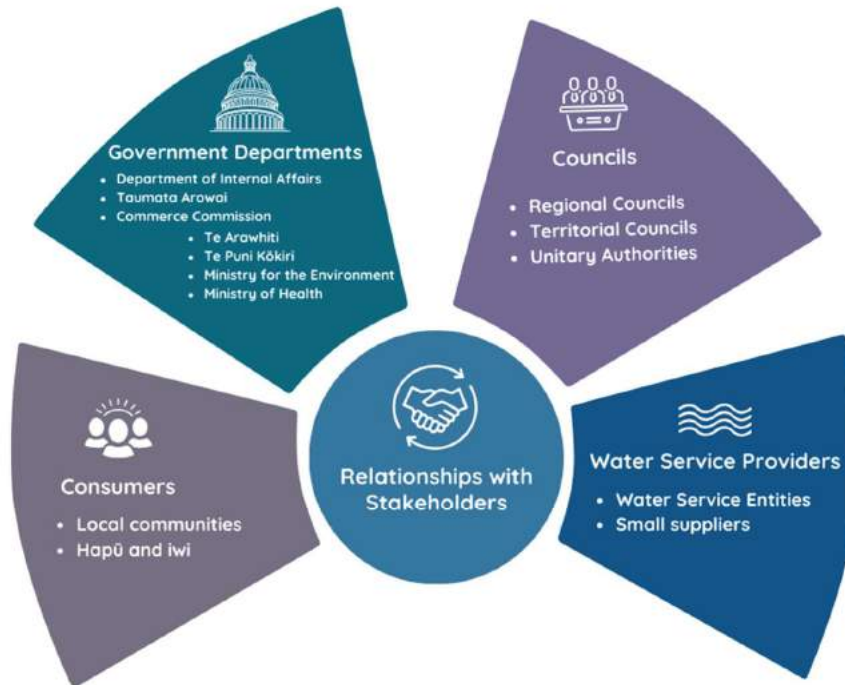 Government Departments
• Department of Internal Affairs
• Taumata Arowai
• Commerce Commission
• Te Arawhiti
• Te Puni Kōkiri
• Ministry for the Environment
• Ministry of Health
Councils
• Regional Councils
• Territorial Councils
• Unitary Authorities
Consumers
• Local communities
• Hapū and iwi
Relationships with
Stakeholders
Water Service Providers
• Water Service Entities
• Small suppliers